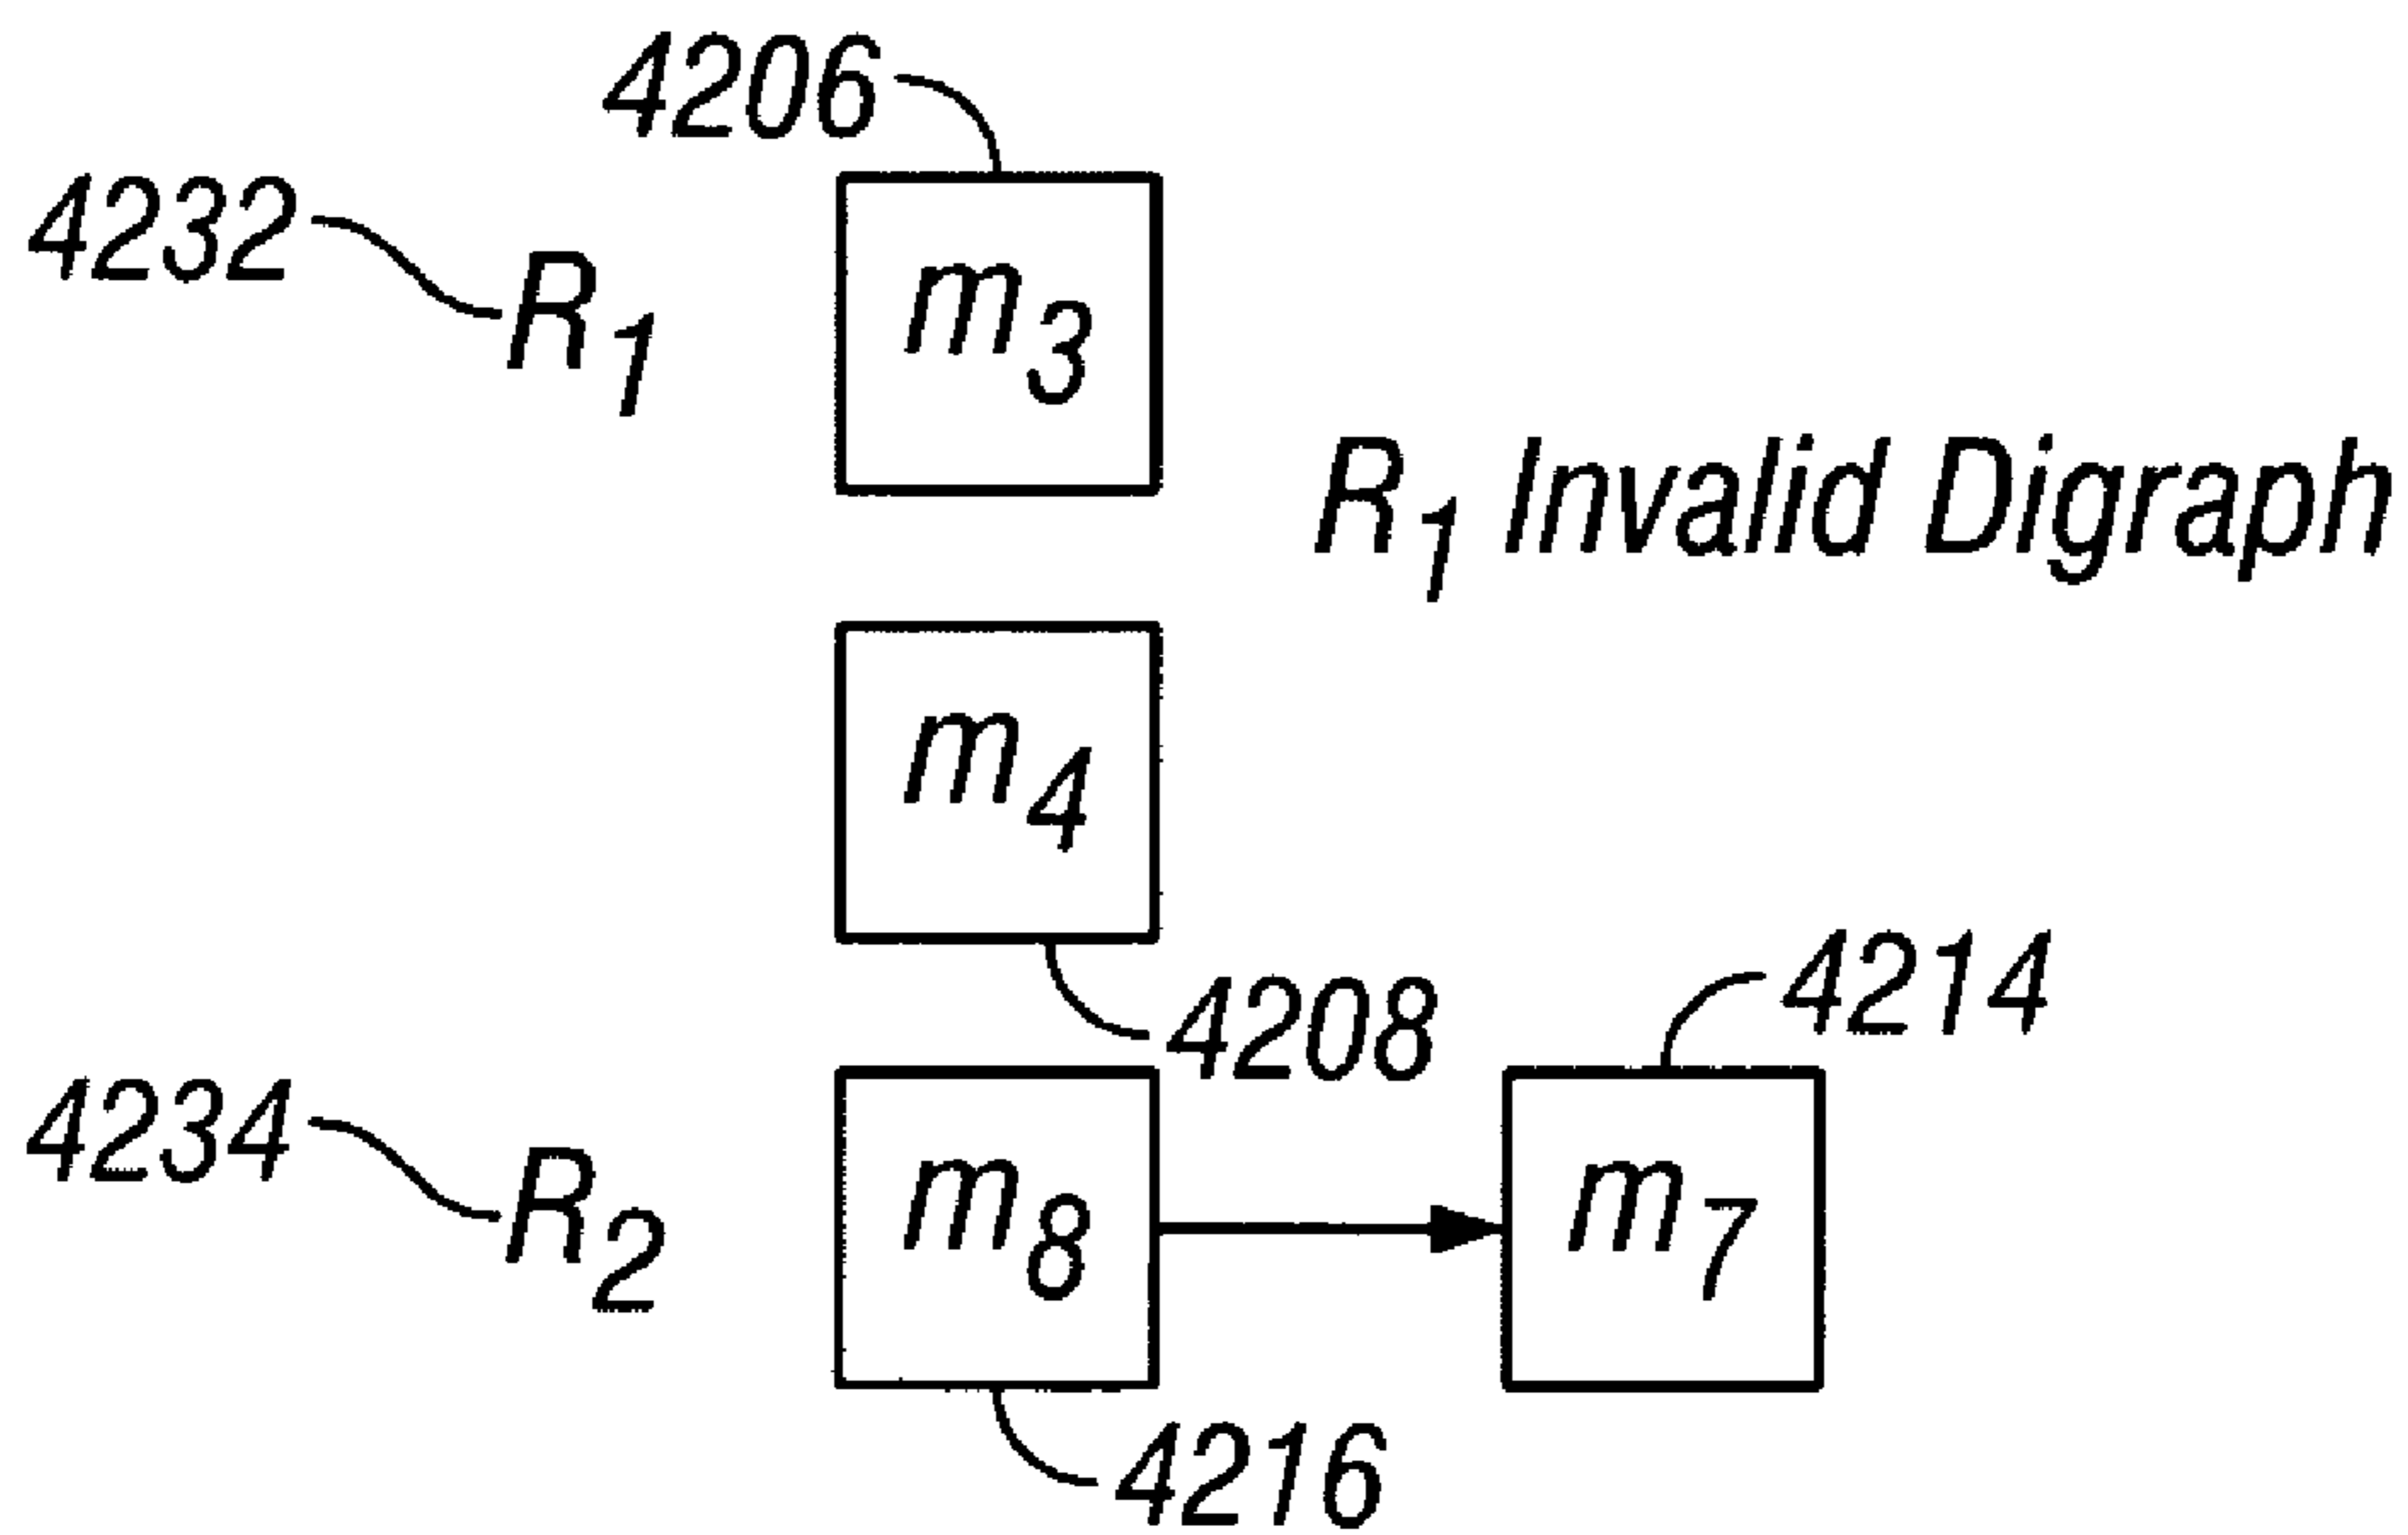 4206
4232
R1
m3
R1 Invalid Digraph
m4
4208
4214
4234
R2
m8
m7
4216